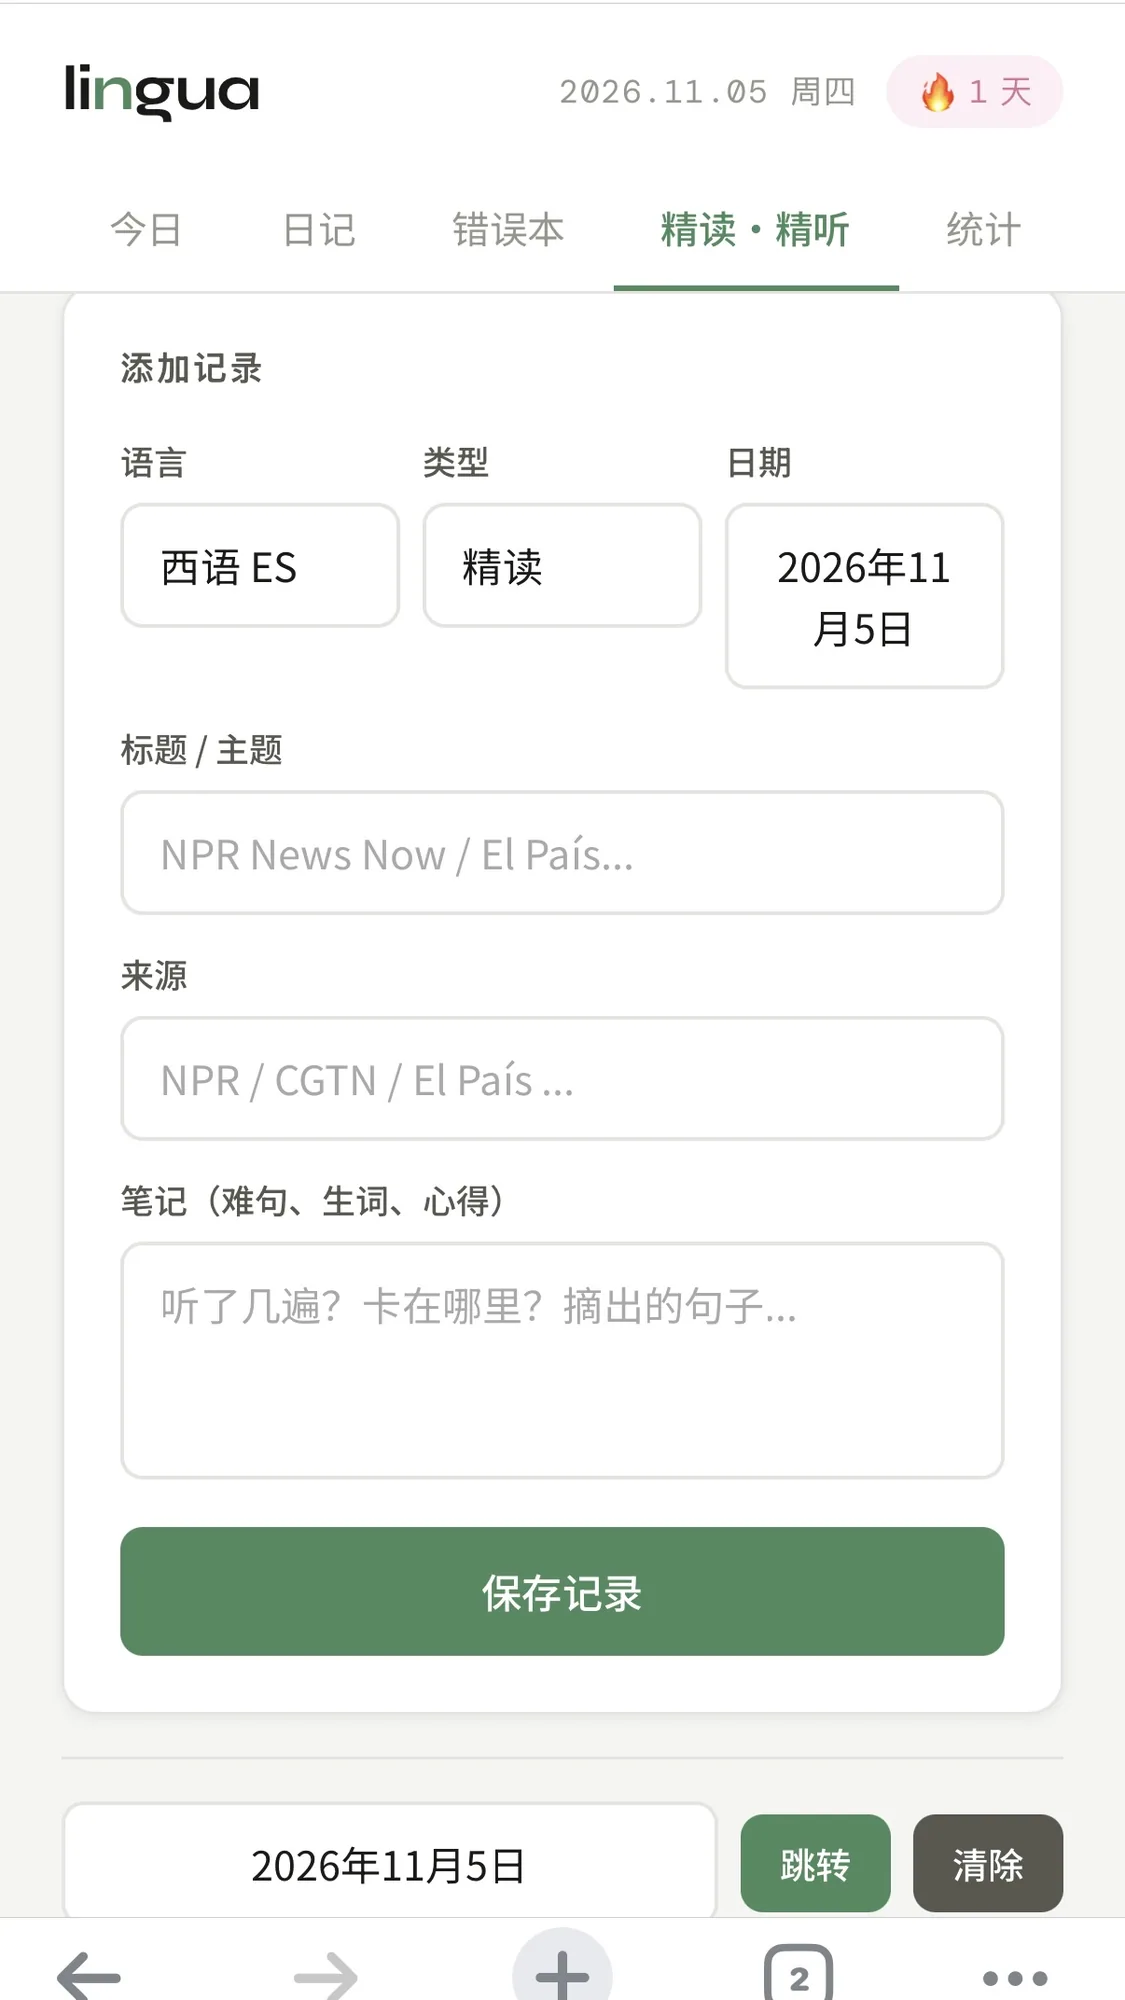 lingua
2026.11.05 周四
🔥 1 天
今日 日记 错误本 精读·精听 统计
添加记录
语言 类型 日期
西语 ES 精读 2026年11
月5日
标题 / 主题
NPR News Now / El País...
来源
NPR / CGTN / El País ...
笔记（难句、生词、心得）
听了几遍？卡在哪里？摘出的句子...
保存记录
2026年11月5日 跳转 清除
2